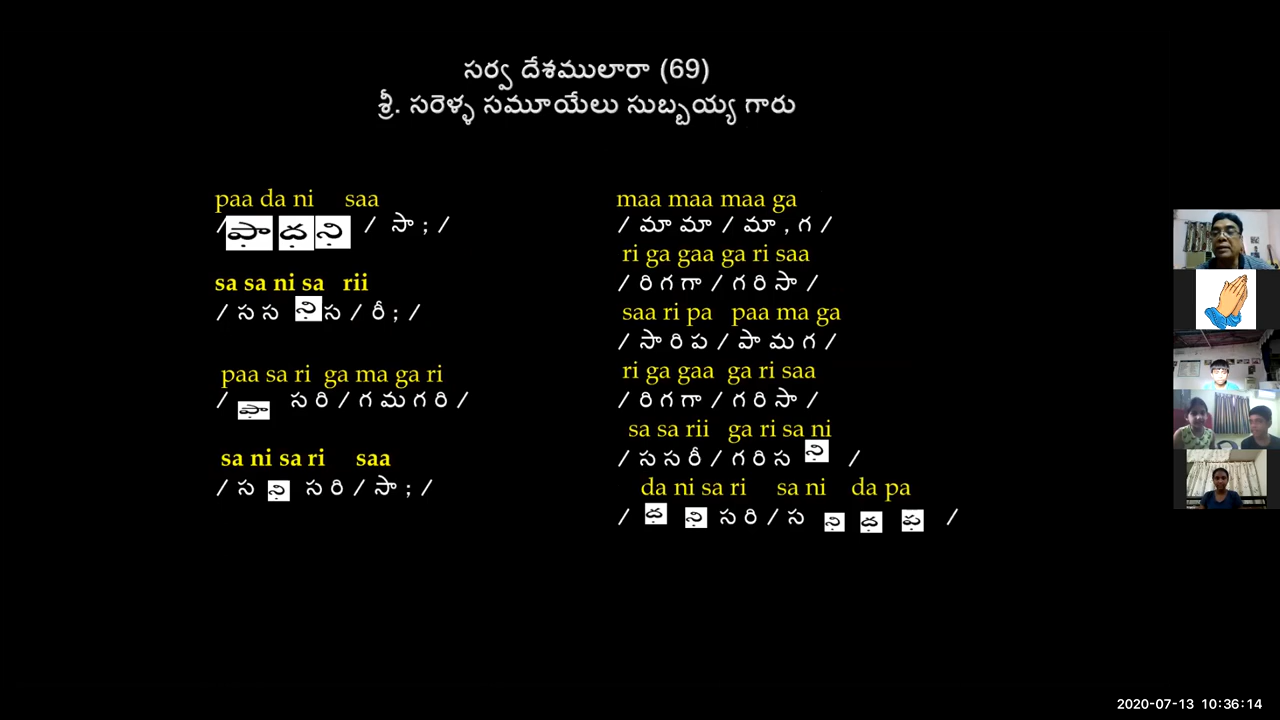 సర్వ దేశములారా (69)
శ్రీ. సరెళ్ళ సమూయేలు సుబ్బయ్య గారు
paa da ni saa
/ పా ద ని / సా ; /
sa sa ni sa rii
/ స స ని స / రీ ; /
paa sa ri ga ma ga ri
/ పా స రి / గ మ గ రి /
sa ni sa ri saa
/ స ని స రి / సా ; /
maa maa maa ga
/ మా మా / మా , గ /
ri ga gaa ga ri saa
/ రి గ గా / గ రి సా /
saa ri pa paa ma ga
/ సా రి ప / పా మ గ /
ri ga gaa ga ri saa
/ రి గ గా / గ రి సా /
sa sa rii ga ri sa ni
/ స స రీ / గ రి స ని /
da ni sa ri sa ni da pa
/ ద ని స రి / స ని ద ప /
2020-07-13 10:36:14